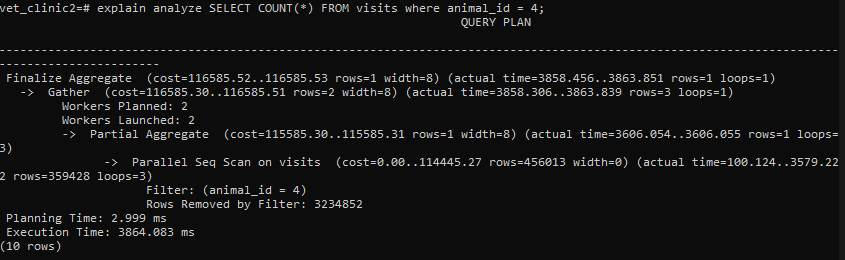 vet_clinic2=# explain analyze SELECT COUNT(*) FROM visits where animal_id = 4;
                                                                   QUERY PLAN

-------------------------------------------------------------------------------------------------------------------------
-----------------------
 Finalize Aggregate  (cost=116585.52..116585.53 rows=1 width=8) (actual time=3858.456..3863.851 rows=1 loops=1)
   ->  Gather  (cost=116585.30..116585.51 rows=2 width=8) (actual time=3858.306..3863.839 rows=3 loops=1)
         Workers Planned: 2
         Workers Launched: 2
         ->  Partial Aggregate  (cost=115585.30..115585.31 rows=1 width=8) (actual time=3606.054..3606.055 rows=1 loops=
3)
               ->  Parallel Seq Scan on visits  (cost=0.00..114445.27 rows=456013 width=0) (actual time=100.124..3579.22
2 rows=359428 loops=3)
                     Filter: (animal_id = 4)
                     Rows Removed by Filter: 3234852
 Planning Time: 2.999 ms
 Execution Time: 3864.083 ms
(10 rows)